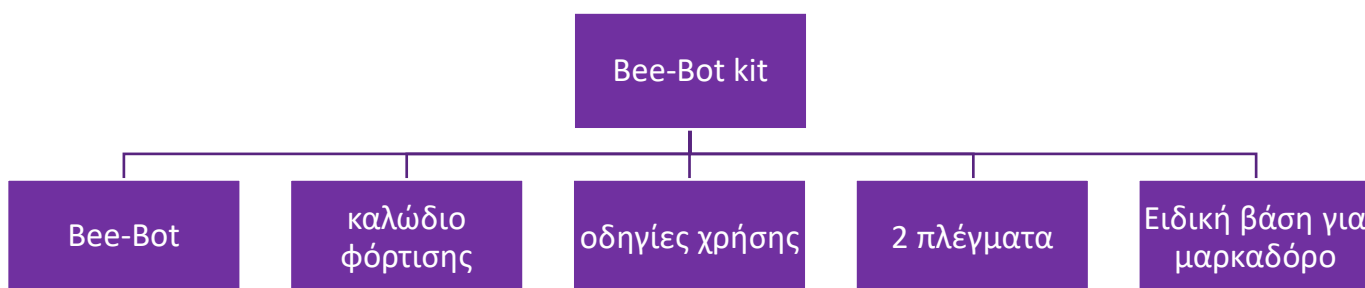 Bee-Bot kit
Bee-Bot
καλώδιο
φόρτισης
οδηγίες χρήσης
2 πλέγματα
Ειδική βάση για
μαρκαδόρο